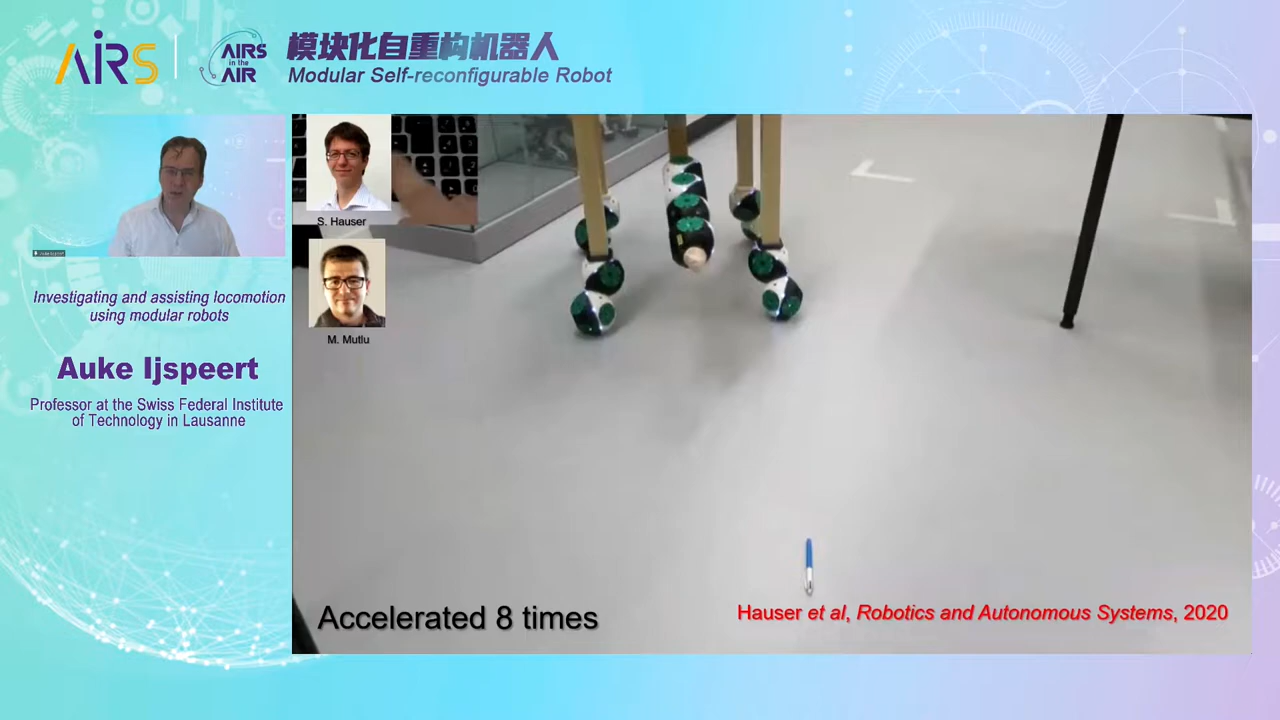 AIRS
AIRS
in the
AIR
模块化自重构机器人
Modular Self-reconfigurable Robot
S. Hauser
M. Mutlu
Investigating and assisting locomotion
using modular robots
Auke Ijspeert
Professor at the Swiss Federal Institute
of Technology in Lausanne
Accelerated 8 times
Hauser et al, Robotics and Autonomous Systems, 2020